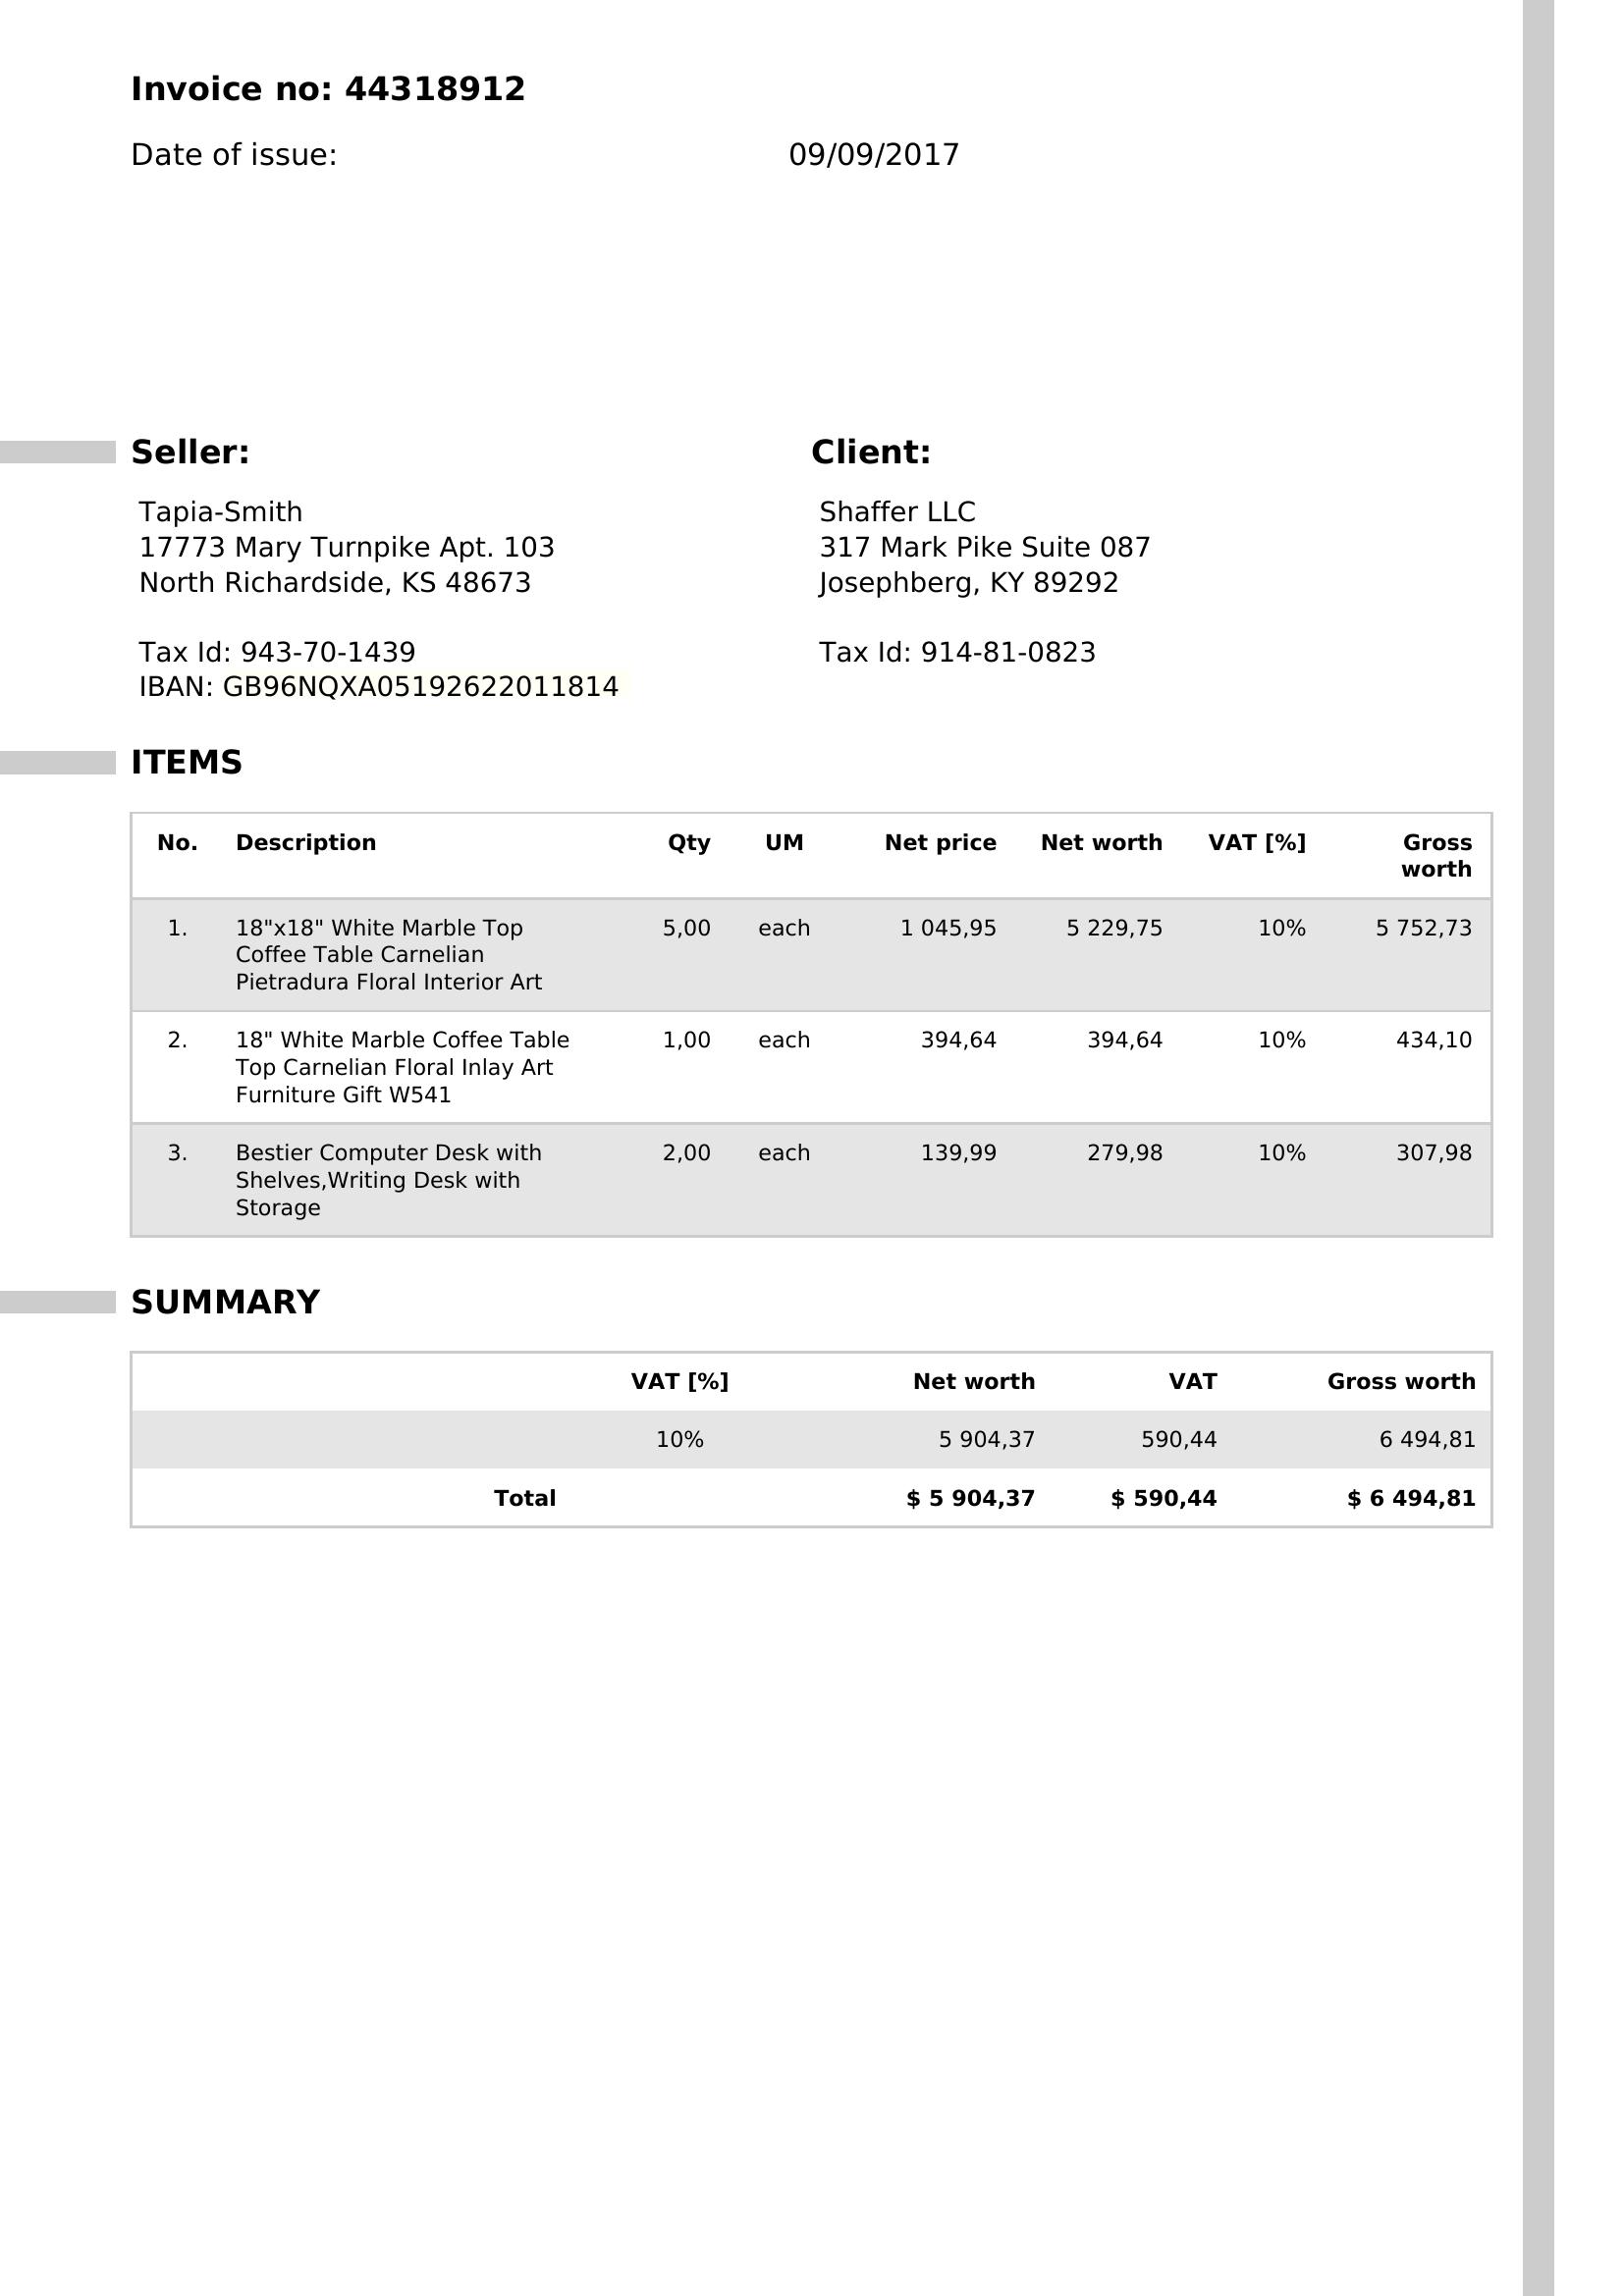 Invoice no: 44318912
Date of issue: 09/09/2017
Seller:
Tapia-Smith
17773 Mary Turnpike Apt. 103
North Richardside, KS 48673
Tax Id: 943-70-1439
IBAN: GB96NQXA05192622011814
Client:
Shaffer LLC
317 Mark Pike Suite 087
Josephberg, KY 89292
Tax Id: 914-81-0823
ITEMS
No. Description Qty UM Net price Net worth VAT [%] Gross
worth
1. 18"x18" White Marble Top 5,00 each 1 045,95 5 229,75 10% 5 752,73
Coffee Table Carnelian
Pietradura Floral Interior Art
2. 18" White Marble Coffee Table 1,00 each 394,64 394,64 10% 434,10
Top Carnelian Floral Inlay Art
Furniture Gift W541
3. Bestier Computer Desk with 2,00 each 139,99 279,98 10% 307,98
Shelves,Writing Desk with
Storage
SUMMARY
VAT [%] Net worth VAT Gross worth
10% 5 904,37 590,44 6 494,81
Total $ 5 904,37 $ 590,44 $ 6 494,81